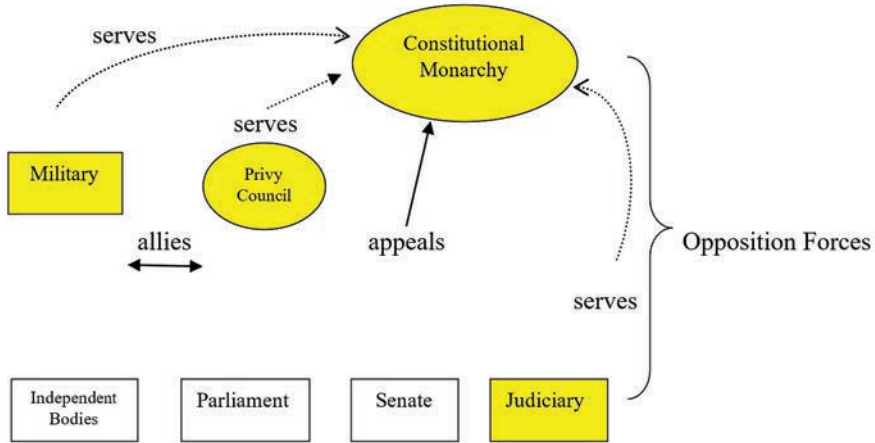 serves
Constitutional
Monarchy
serves
Military
Privy
Council
allies
appeals
Opposition Forces
serves
Independent
Bodies
Parliament
Senate
Judiciary